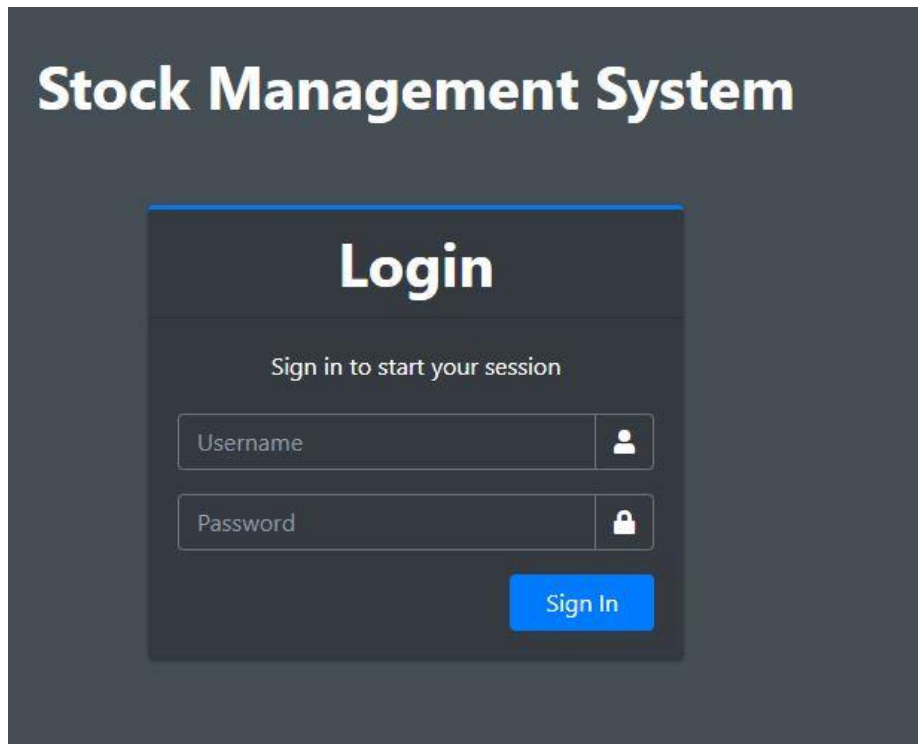 Stock Management System
Login
Sign in to start your session
Username
Password
Sign In